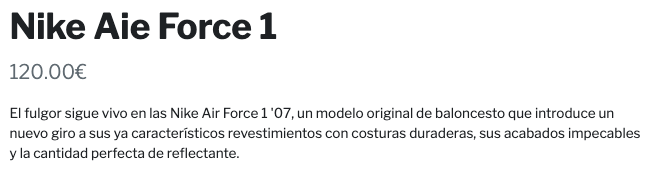 Nike Aie Force 1
120.00€
El fulgor sigue vivo en las Nike Air Force 1 '07, un modelo original de baloncesto que introduce un
nuevo giro a sus ya característicos revestimientos con costuras duraderas, sus acabados impecables
y la cantidad perfecta de reflectante.